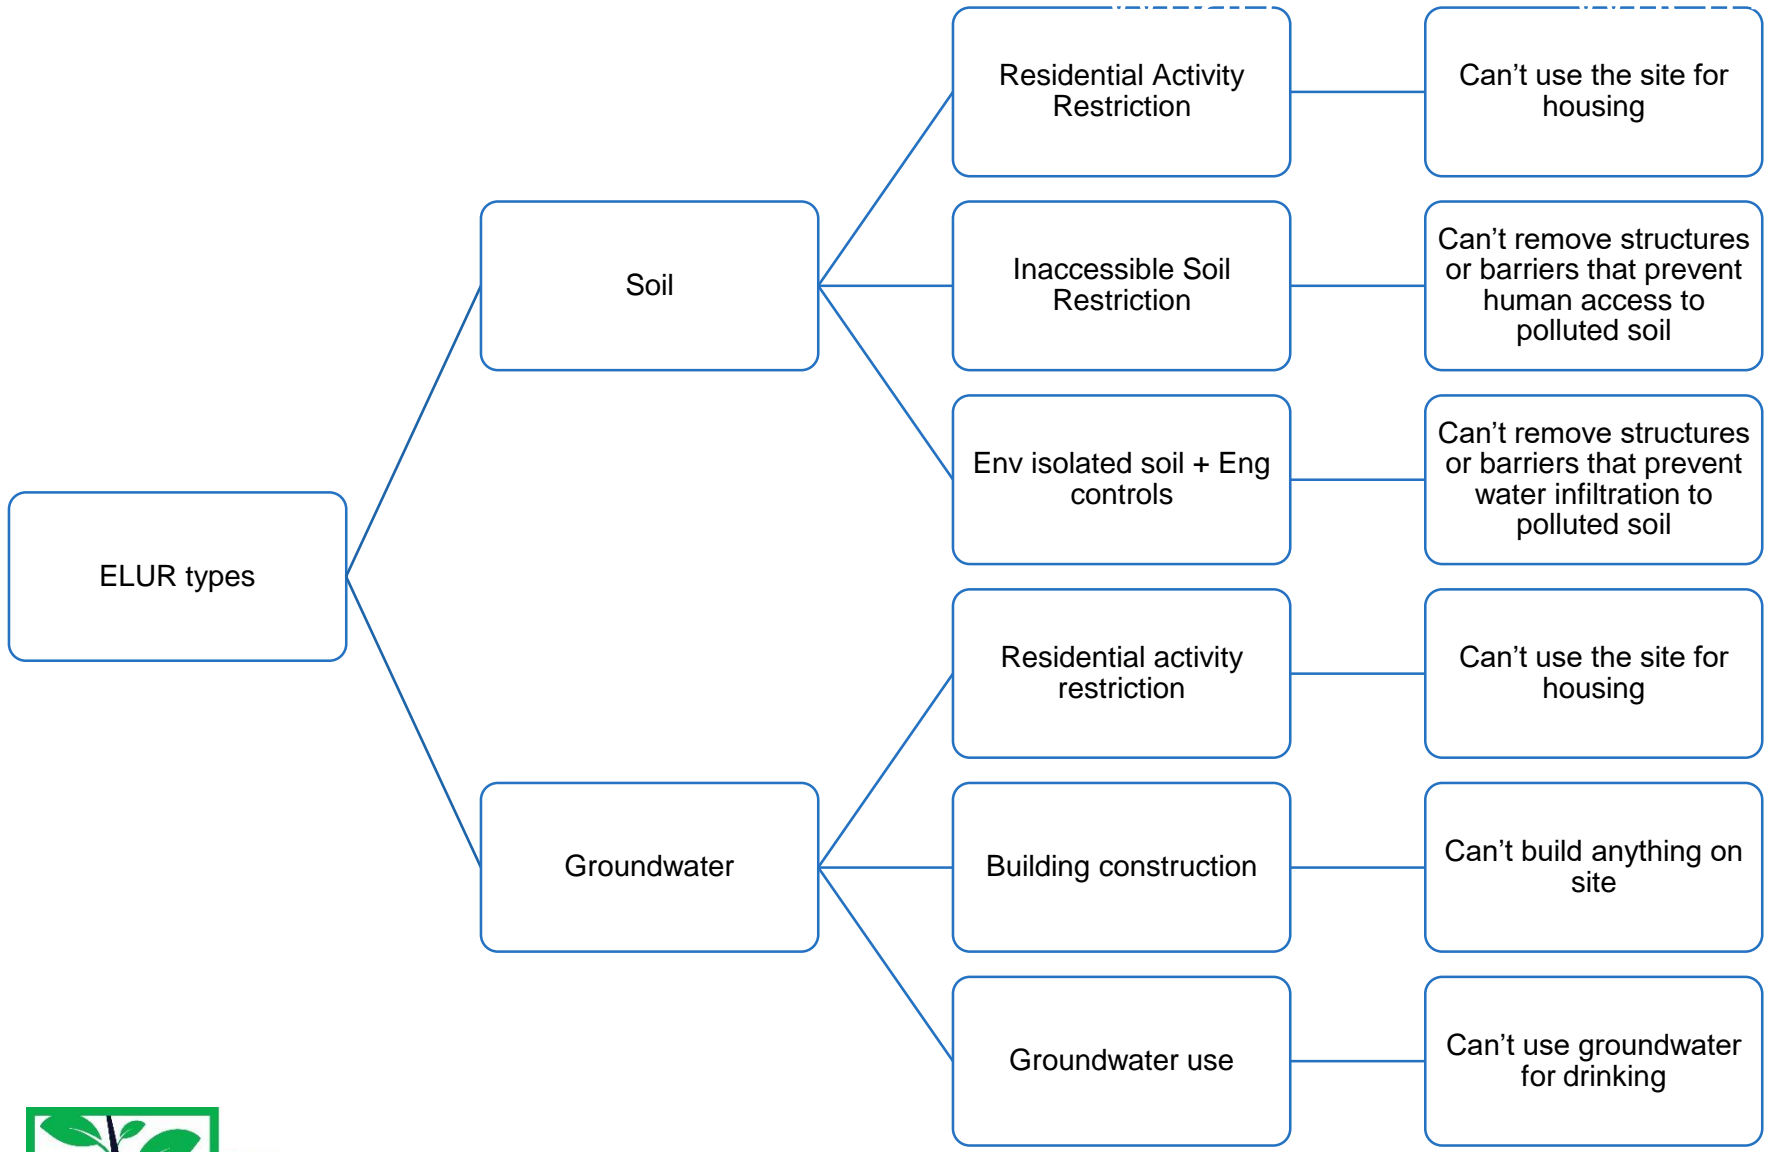 Residential Activity
Restriction
Can’t use the site for
housing
Soil
Inaccessible Soil
Restriction
Can’t remove structures
or barriers that prevent
human access to
polluted soil
Env isolated soil + Eng
controls
Can’t remove structures
or barriers that prevent
water infiltration to
polluted soil
ELUR types
Residential activity
restriction
Can’t use the site for
housing
Groundwater
Building construction
Can’t build anything on
site
Groundwater use
Can’t use groundwater
for drinking